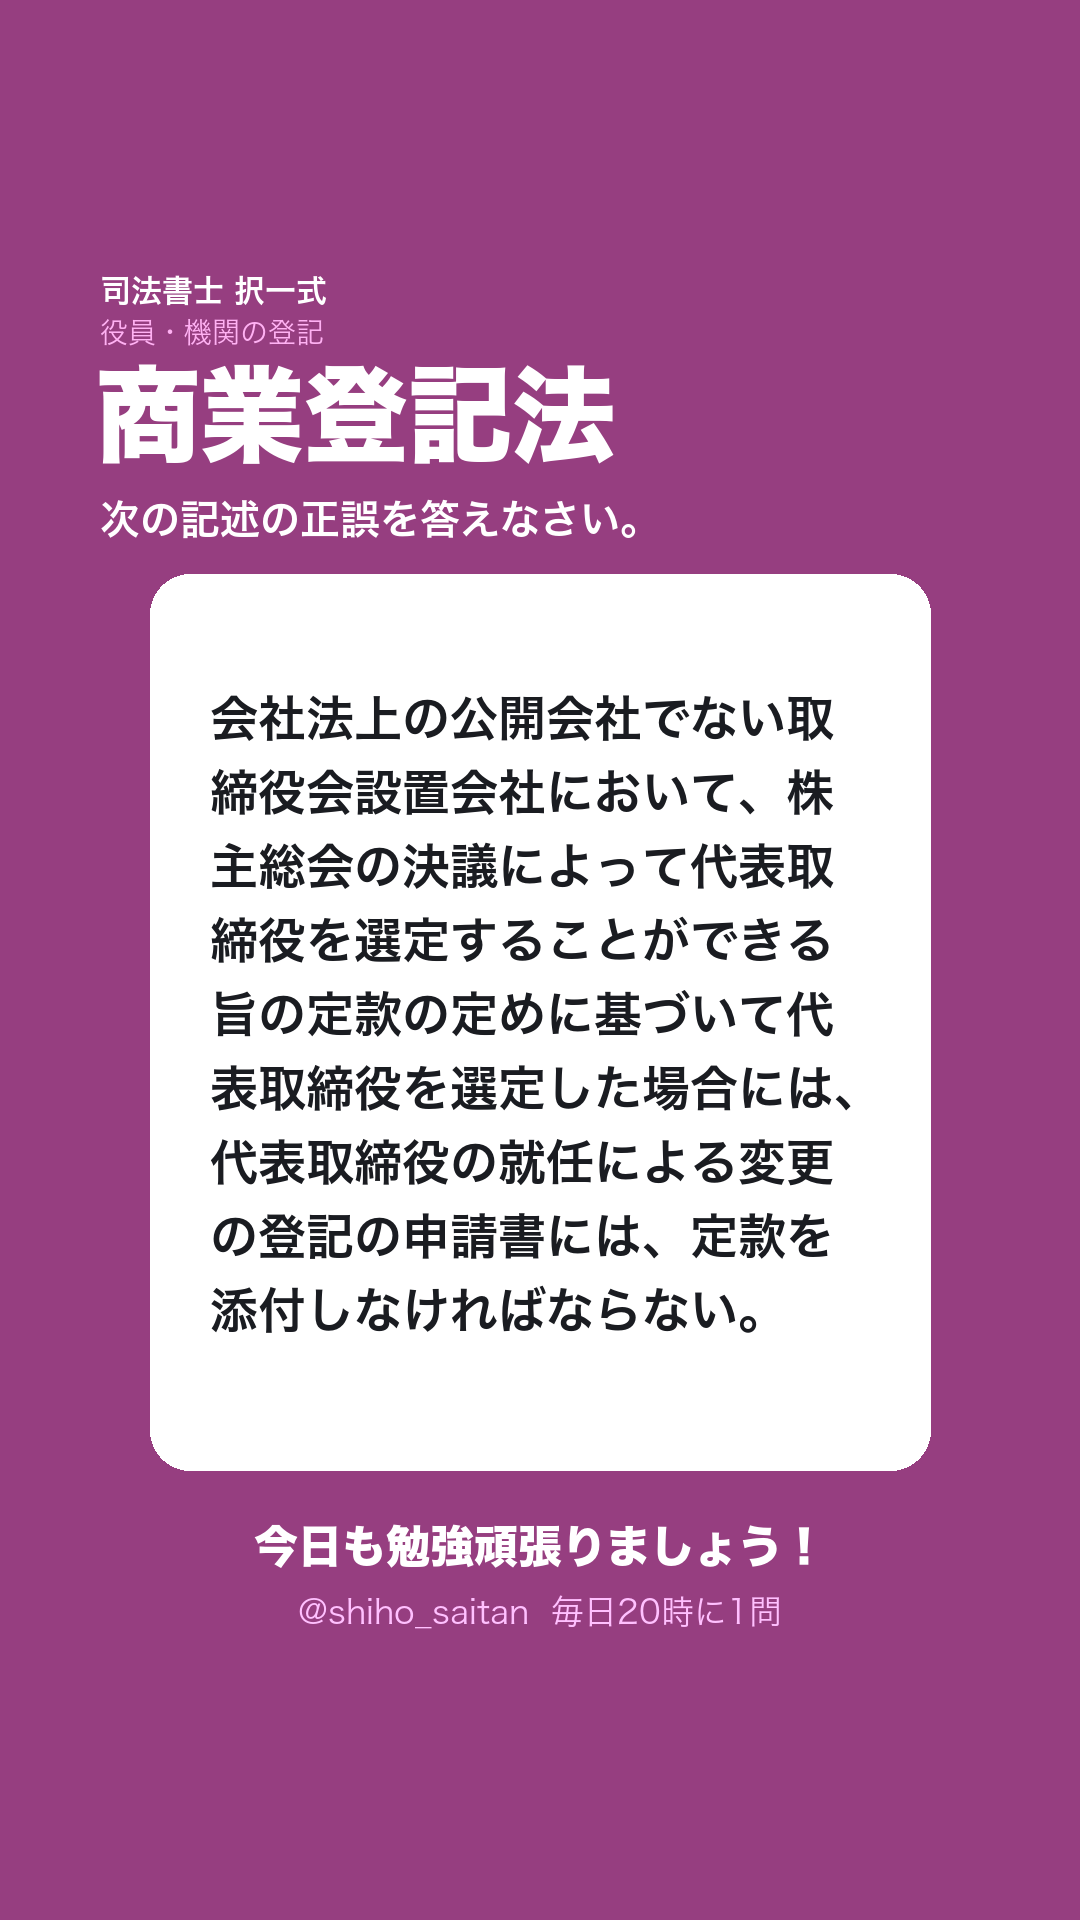 司法書士 択一式
役員・機関の登記
商業登記法
次の記述の正誤を答えなさい。
会社法上の公開会社でない取
締役会設置会社において、株
主総会の決議によって代表取
締役を選定することができる
旨の定款の定めに基づいて代
表取締役を選定した場合には、
代表取締役の就任による変更
の登記の申請書には、定款を
添付しなければならない。
今日も勉強頑張りましょう！
@shiho_saitan 毎日20時に1問